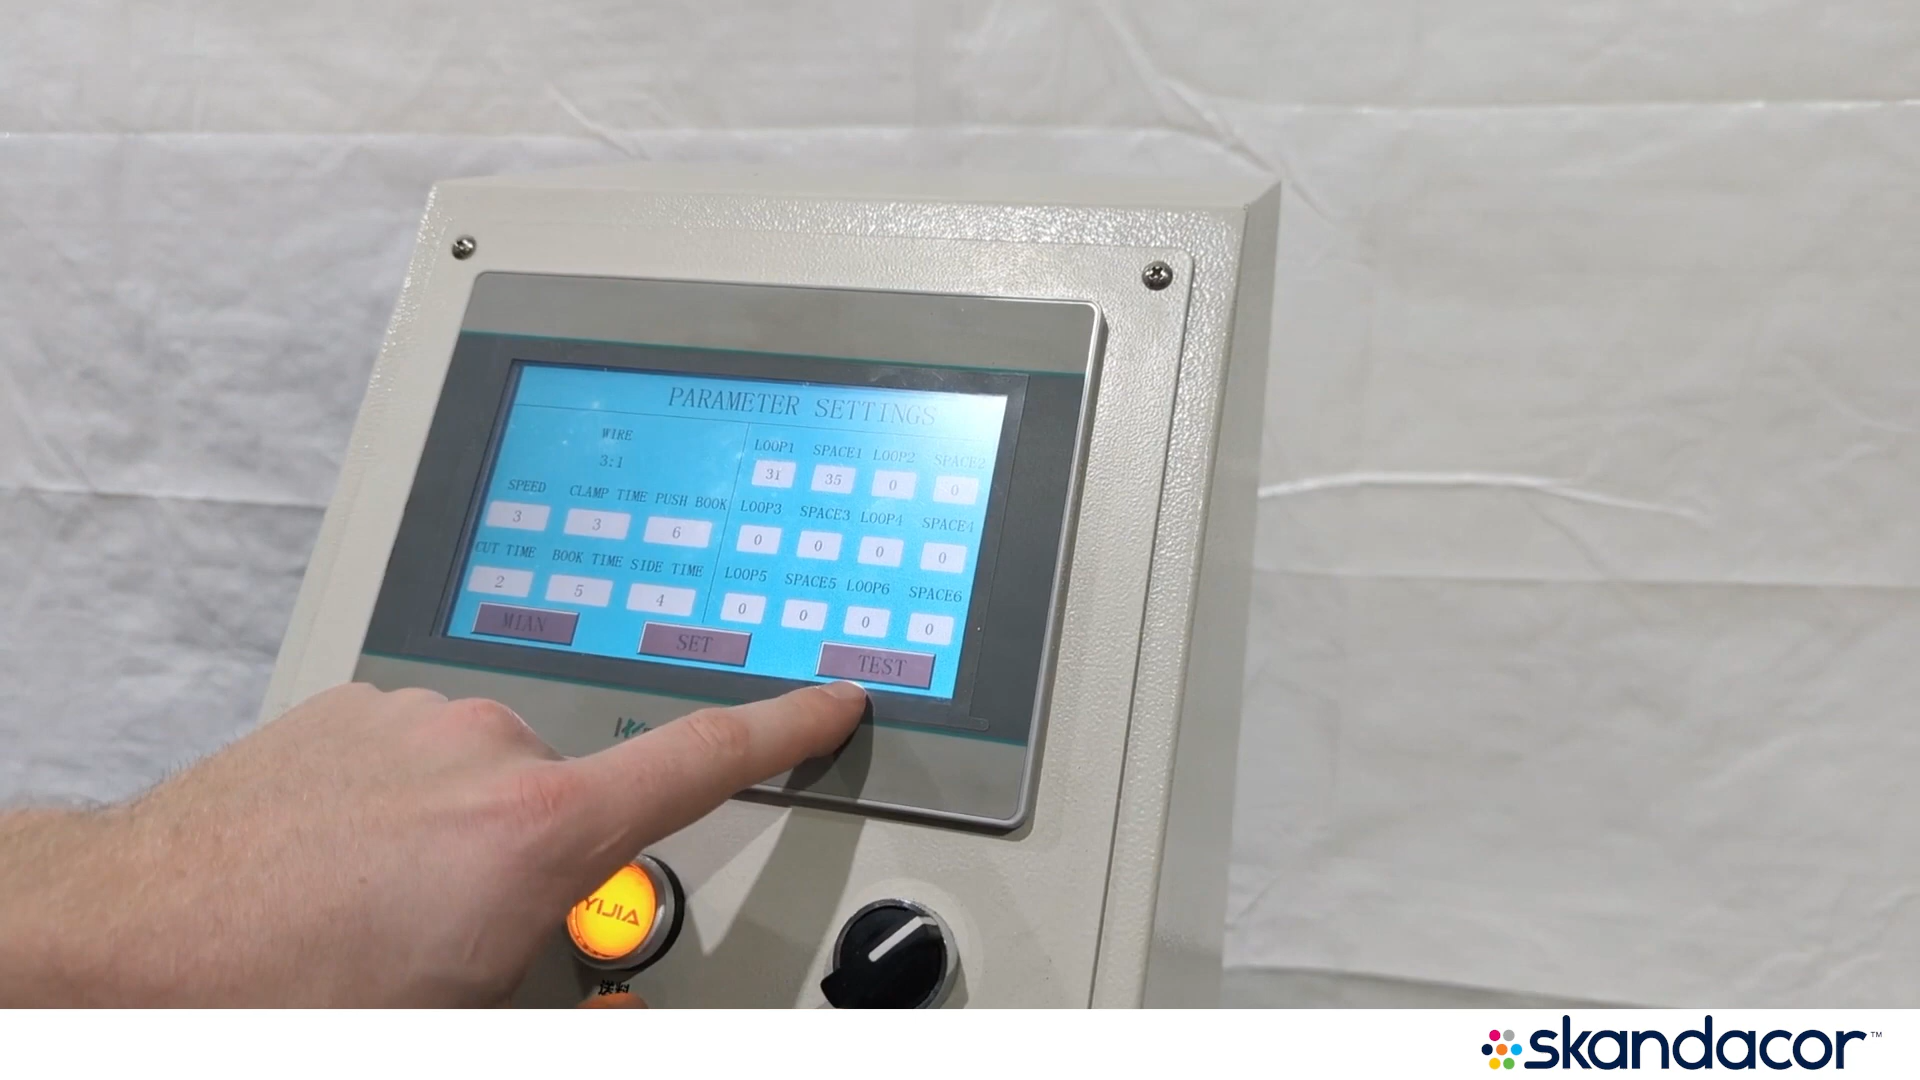 PARAMETER SETTINGS
WIRE
3:1
SPEED CLAMP TIME PUSH BOOK
3 3 6
CUT TIME BOOK TIME SIDE TIME
2 5 4
LOOP1 SPACE1 LOOP2 SPACE2
31 35 0 0
LOOP3 SPACE3 LOOP4 SPACE4
0 0 0 0
LOOP5 SPACE5 LOOP6 SPACE6
0 0 0 0
MIAN SET TEST
YIJIA
送料
skandacor™